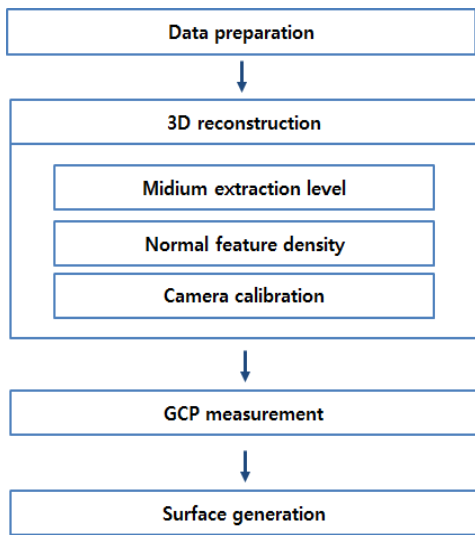 Data preparation
3D reconstruction
Midium extraction level
Normal feature density
Camera calibration
GCP measurement
Surface generation